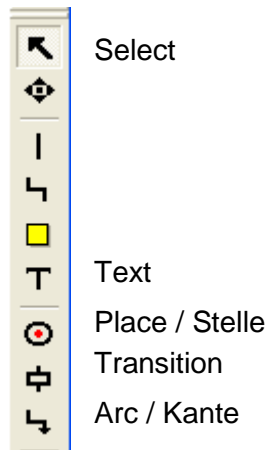 Select
Text
Place / Stelle
Transition
Arc / Kante